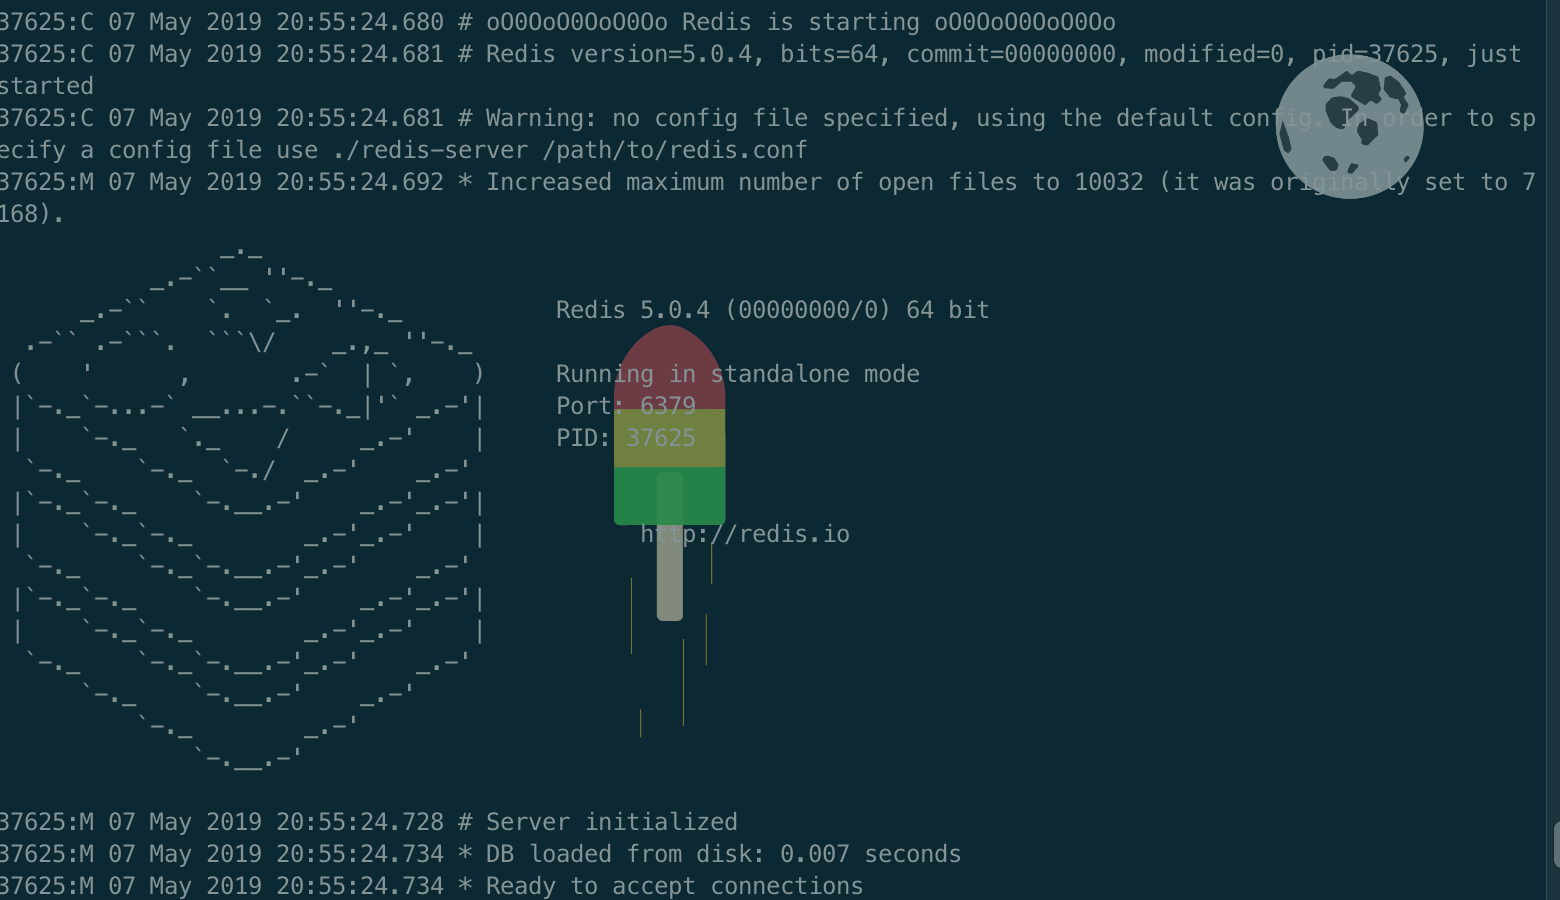 37625:C 07 May 2019 20:55:24.680 # oO0OoO0OoO0Oo Redis is starting oO0OoO0OoO0Oo
37625:C 07 May 2019 20:55:24.681 # Redis version=5.0.4, bits=64, commit=00000000, modified=0, pid=37625, just
started
37625:C 07 May 2019 20:55:24.681 # Warning: no config file specified, using the default config. In order to sp
ecify a config file use ./redis-server /path/to/redis.conf
37625:M 07 May 2019 20:55:24.692 * Increased maximum number of open files to 10032 (it was originally set to 7
168).
Redis 5.0.4 (00000000/0) 64 bit
Running in standalone mode
Port: 6379
PID: 37625
http://redis.io
37625:M 07 May 2019 20:55:24.728 # Server initialized
37625:M 07 May 2019 20:55:24.734 * DB loaded from disk: 0.007 seconds
37625:M 07 May 2019 20:55:24.734 * Ready to accept connections